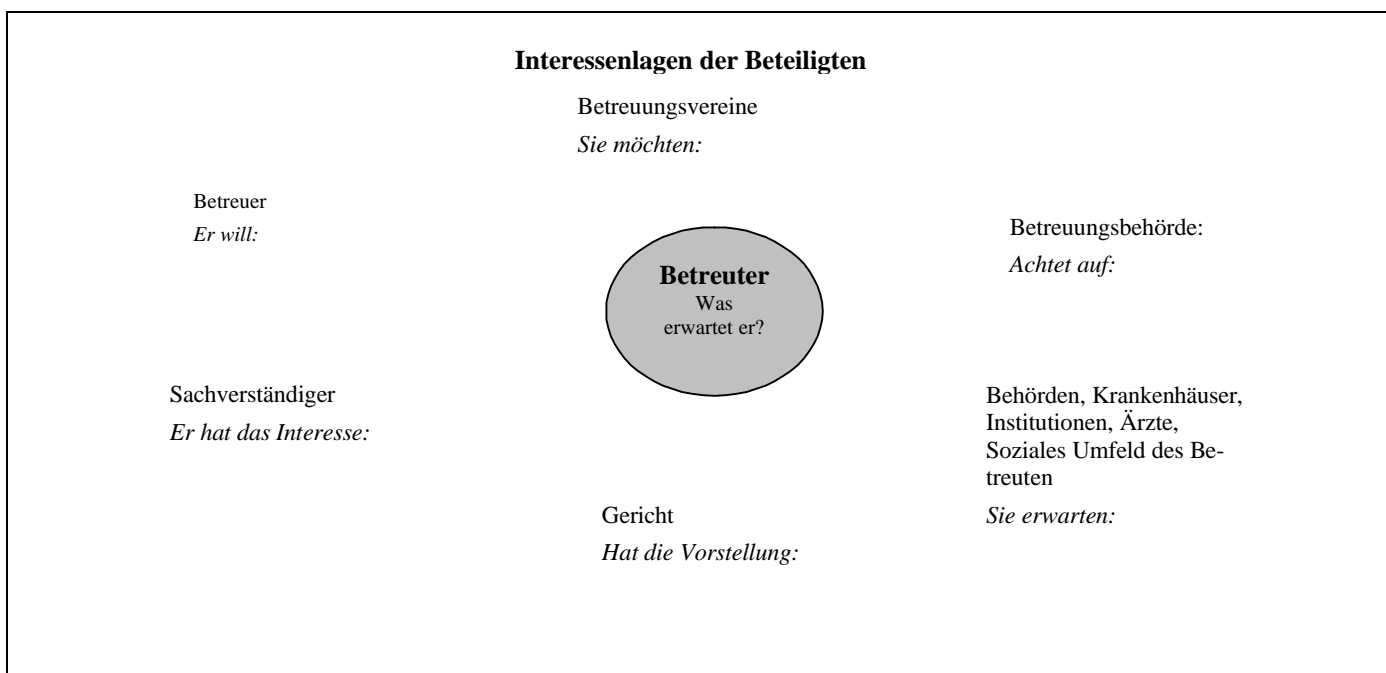 Interessenlagen der Beteiligten
Betreuungsvereine
Sie möchten:
Betreuer
Er will:
Betreuungsbehörde:
Achtet auf:
Betreuter
Was
erwartet er?
Sachverständiger
Er hat das Interesse:
Behörden, Krankenhäuser,
Institutionen, Ärzte,
Soziales Umfeld des Be-
treuten
Sie erwarten:
Gericht
Hat die Vorstellung: